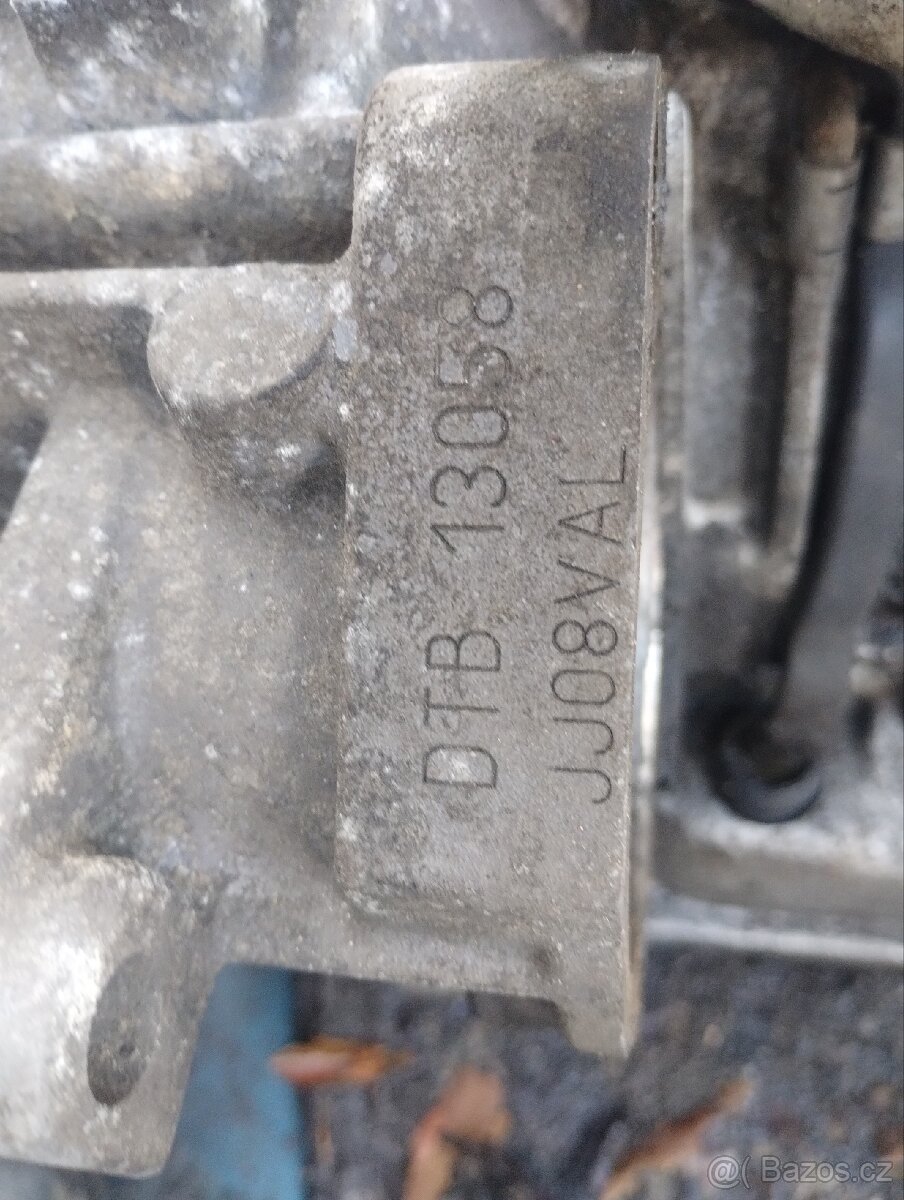 DTB 13058
JJ08VAL
@( Bazos.cz